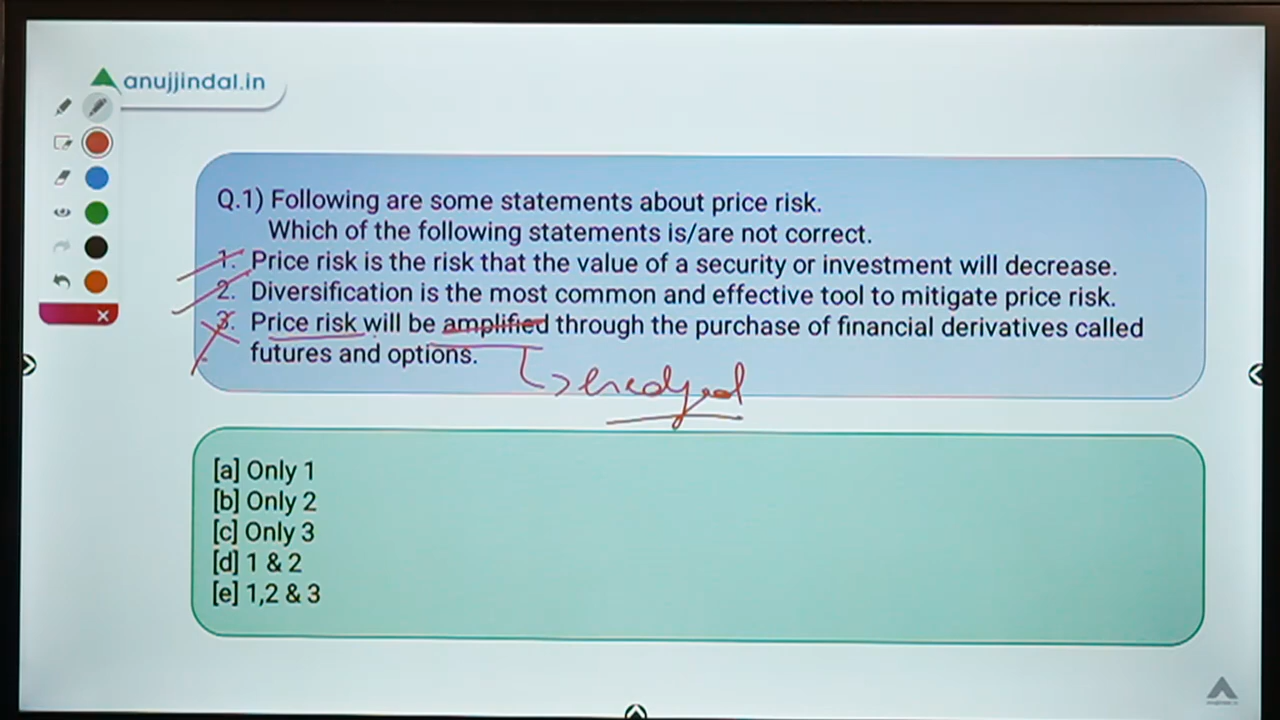 anujjindal.in
Q.1) Following are some statements about price risk.
Which of the following statements is/are not correct.
1. Price risk is the risk that the value of a security or investment will decrease.
2. Diversification is the most common and effective tool to mitigate price risk.
3. Price risk will be amplified through the purchase of financial derivatives called
futures and options.
[a] Only 1
[b] Only 2
[c] Only 3
[d] 1 & 2
[e] 1,2 & 3